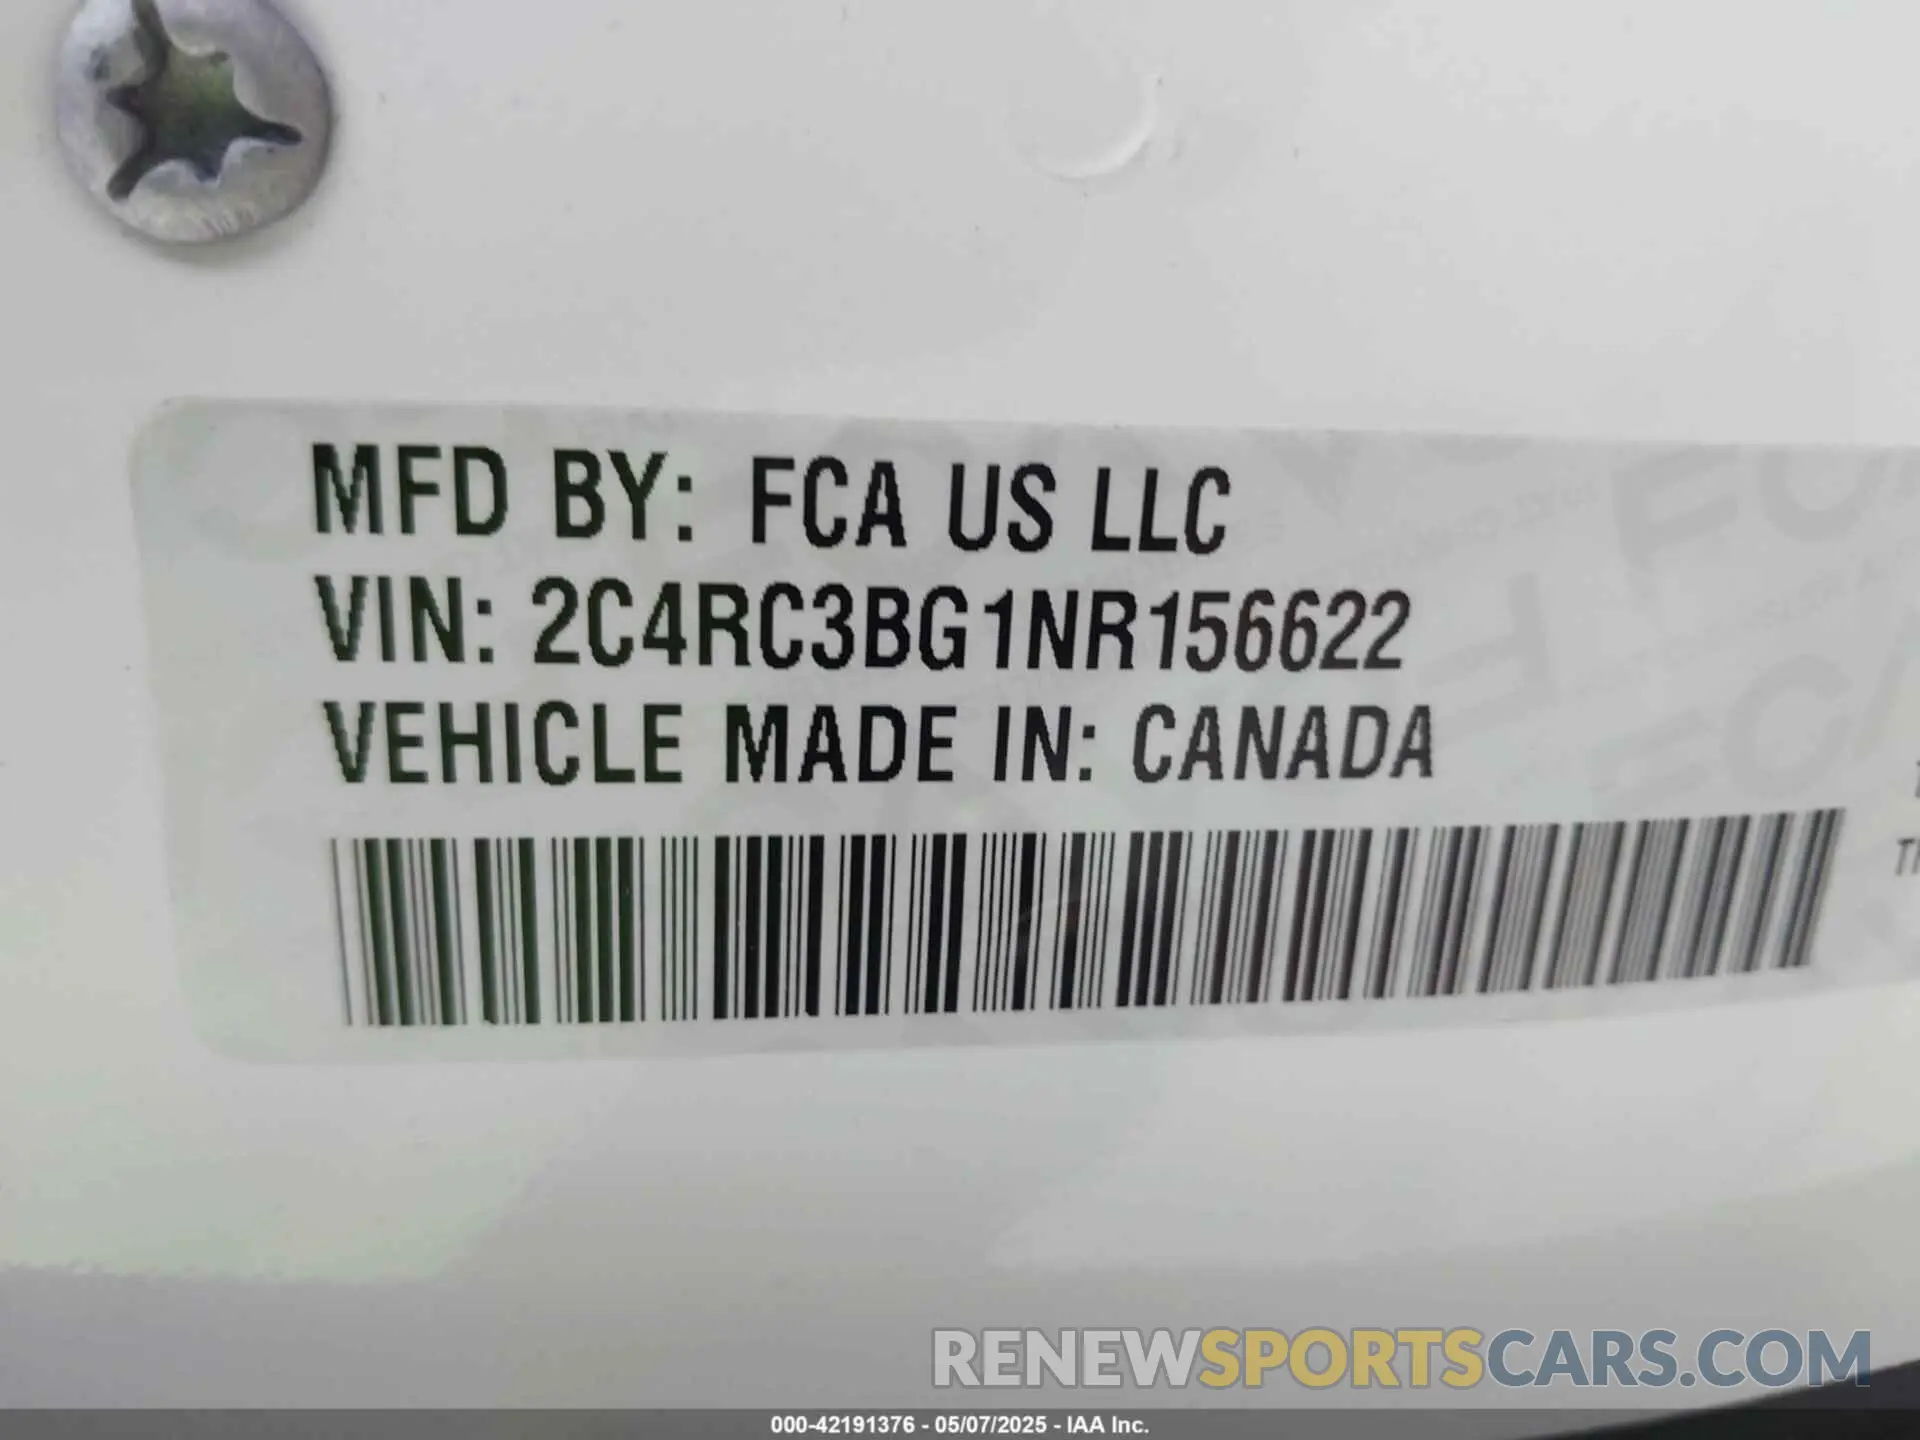 MFD BY: FCA US LLC
VIN: 2C4RC3BG1NR156622
VEHICLE MADE IN: CANADA
RENEWSPORTSCARS.COM
000-42191376 - 05/07/2025 - IAA Inc.